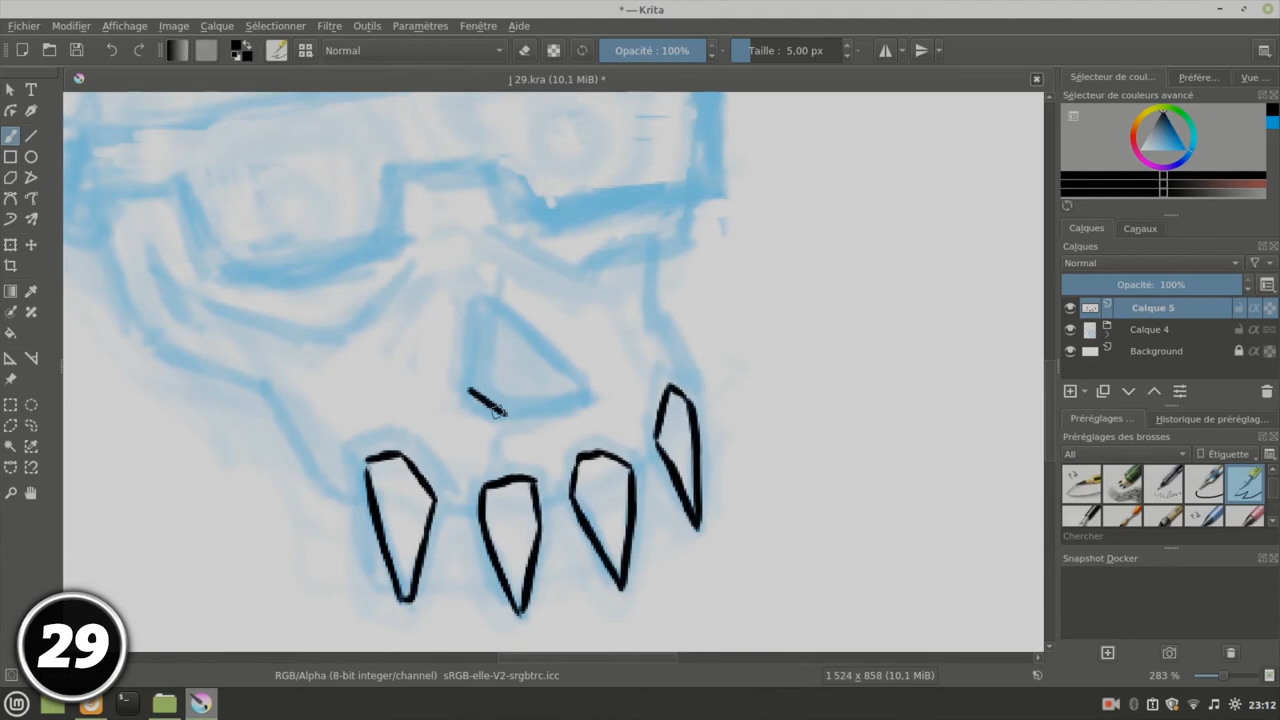 * — Krita
Fichier Modifier Affichage Image Calque Sélectionner Filtre Outils Paramètres Fenêtre Aide
Normal
Opacité : 100%
Taille : 5,00 px
J 29.kra (10,1 MiB) *
Sélecteur de coul...
Préfére...
Vue ...
Sélecteur de couleurs avancé
Calques
Canaux
Calques
Normal
Opacité: 100%
Calque 5
Calque 4
Background
Préréglages ...
Historique de préréglag...
Préréglages des brosses
All
Étiquette
Chercher
Snapshot Docker
29
RGB/Alpha (8-bit integer/channel) sRGB-elle-V2-srgbtrc.icc
1 524 x 858 (10,1 MiB)
283 %
23:12